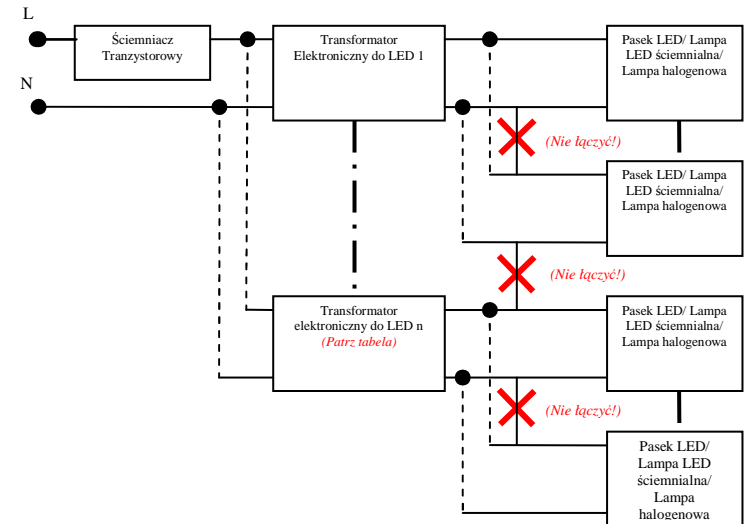 L
Ściemniacz
Tranzystorowy
Transformator
Elektroniczny do LED 1
Pasek LED/ Lampa
LED ściemnialna/
Lampa halogenowa
N
(Nie łączyć!)
Pasek LED/ Lampa
LED ściemnialna/
Lampa halogenowa
(Nie łączyć!)
Transformator
elektroniczny do LED n
(Patrz tabela)
Pasek LED/ Lampa
LED ściemnialna/
Lampa halogenowa
(Nie łączyć!)
Pasek LED/
Lampa LED
ściemnialna/
Lampa
halogenowa